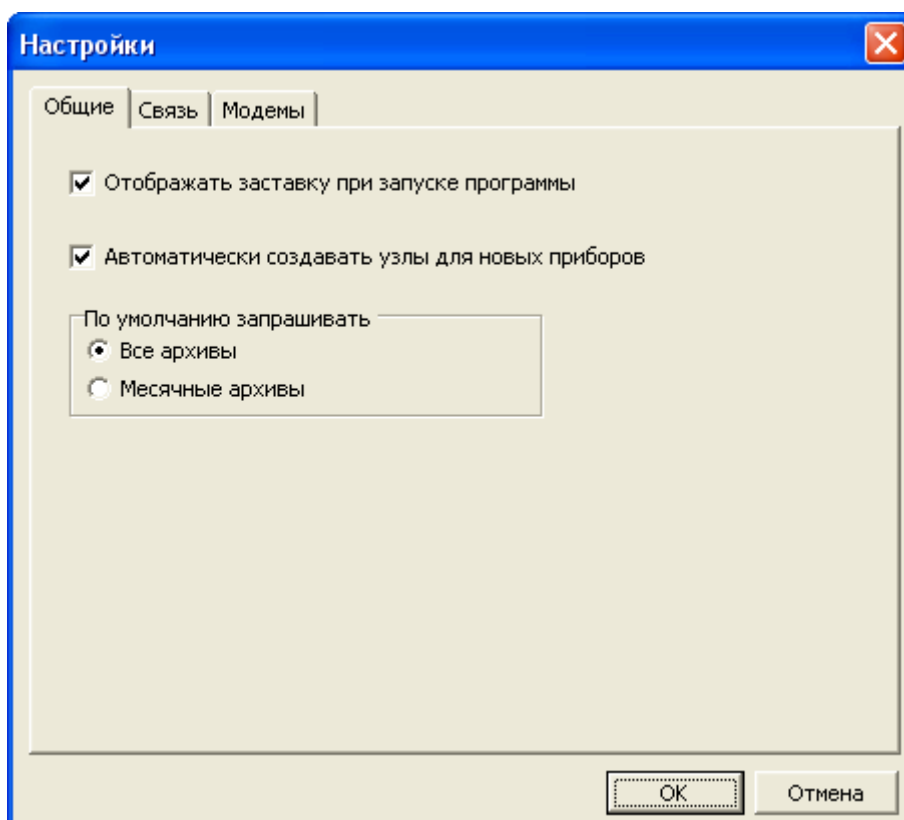 Настройки
Общие Связь Модемы
Отображать заставку при запуске программы
Автоматически создавать узлы для новых приборов
По умолчанию запрашивать
Все архивы
Месячные архивы
OK Отмена